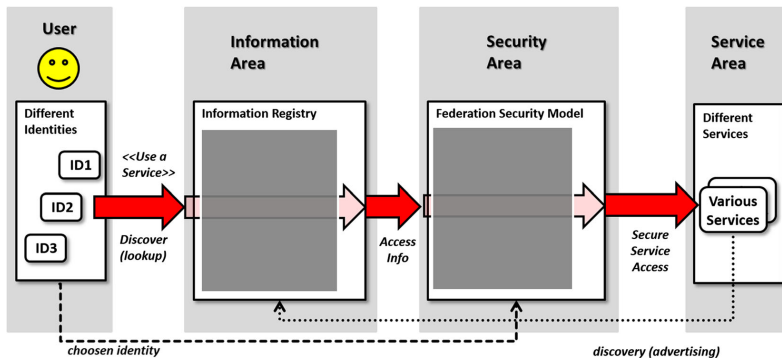 User
Information
Area
Security
Area
Service
Area
Different
Identities
ID1
ID2
ID3
<<Use a
Service>>
Discover
(lookup)
Information Registry
Access
Info
Federation Security Model
Secure
Service
Access
Different
Services
Various
Services
choosen identity
discovery (advertising)